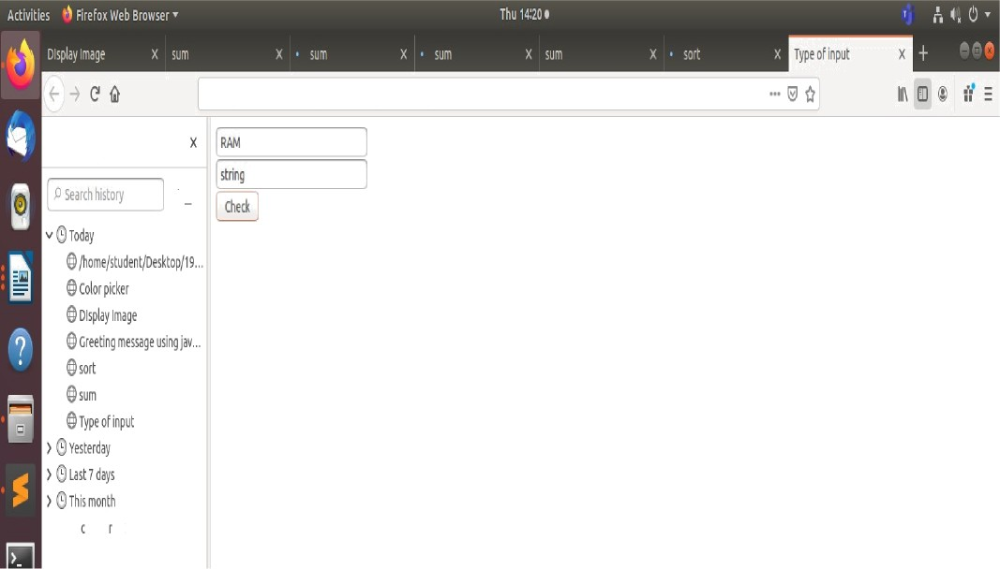 Activities Firefox Web Browser Thu 14:20
DIsplay Image sum sum sum sum sort Type of input
RAM
string
Check
Search history
Today
/home/student/Desktop/19...
Color picker
DIsplay Image
Greeting message using jav...
sort
sum
Type of input
Yesterday
Last 7 days
This month
c r